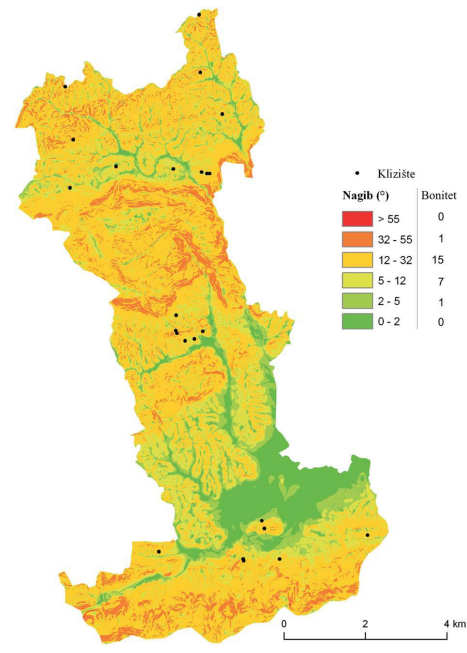 Klizište
Nagib (°) Bonitet
> 55 0
32 - 55 1
12 - 32 15
5 - 12 7
2 - 5 1
0 - 2 0
0 2 4 km